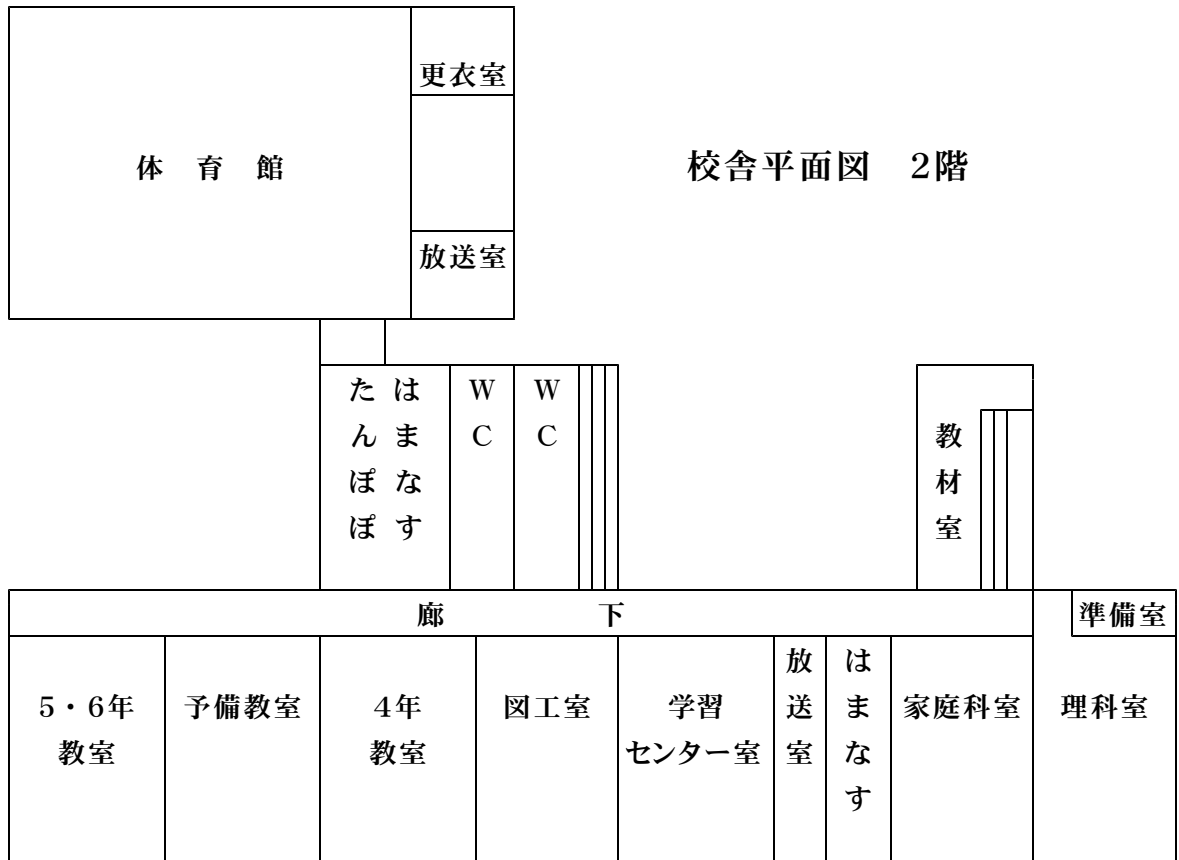 更衣室
体 育 館
校舎平面図 2階
放送室
たんぽぽ
はまなす
WC
WC
教材室
廊 下
準備室
5・6年
教室
予備教室
4年
教室
図工室
学習
センター室
放送室
はまなす
家庭科室
理科室